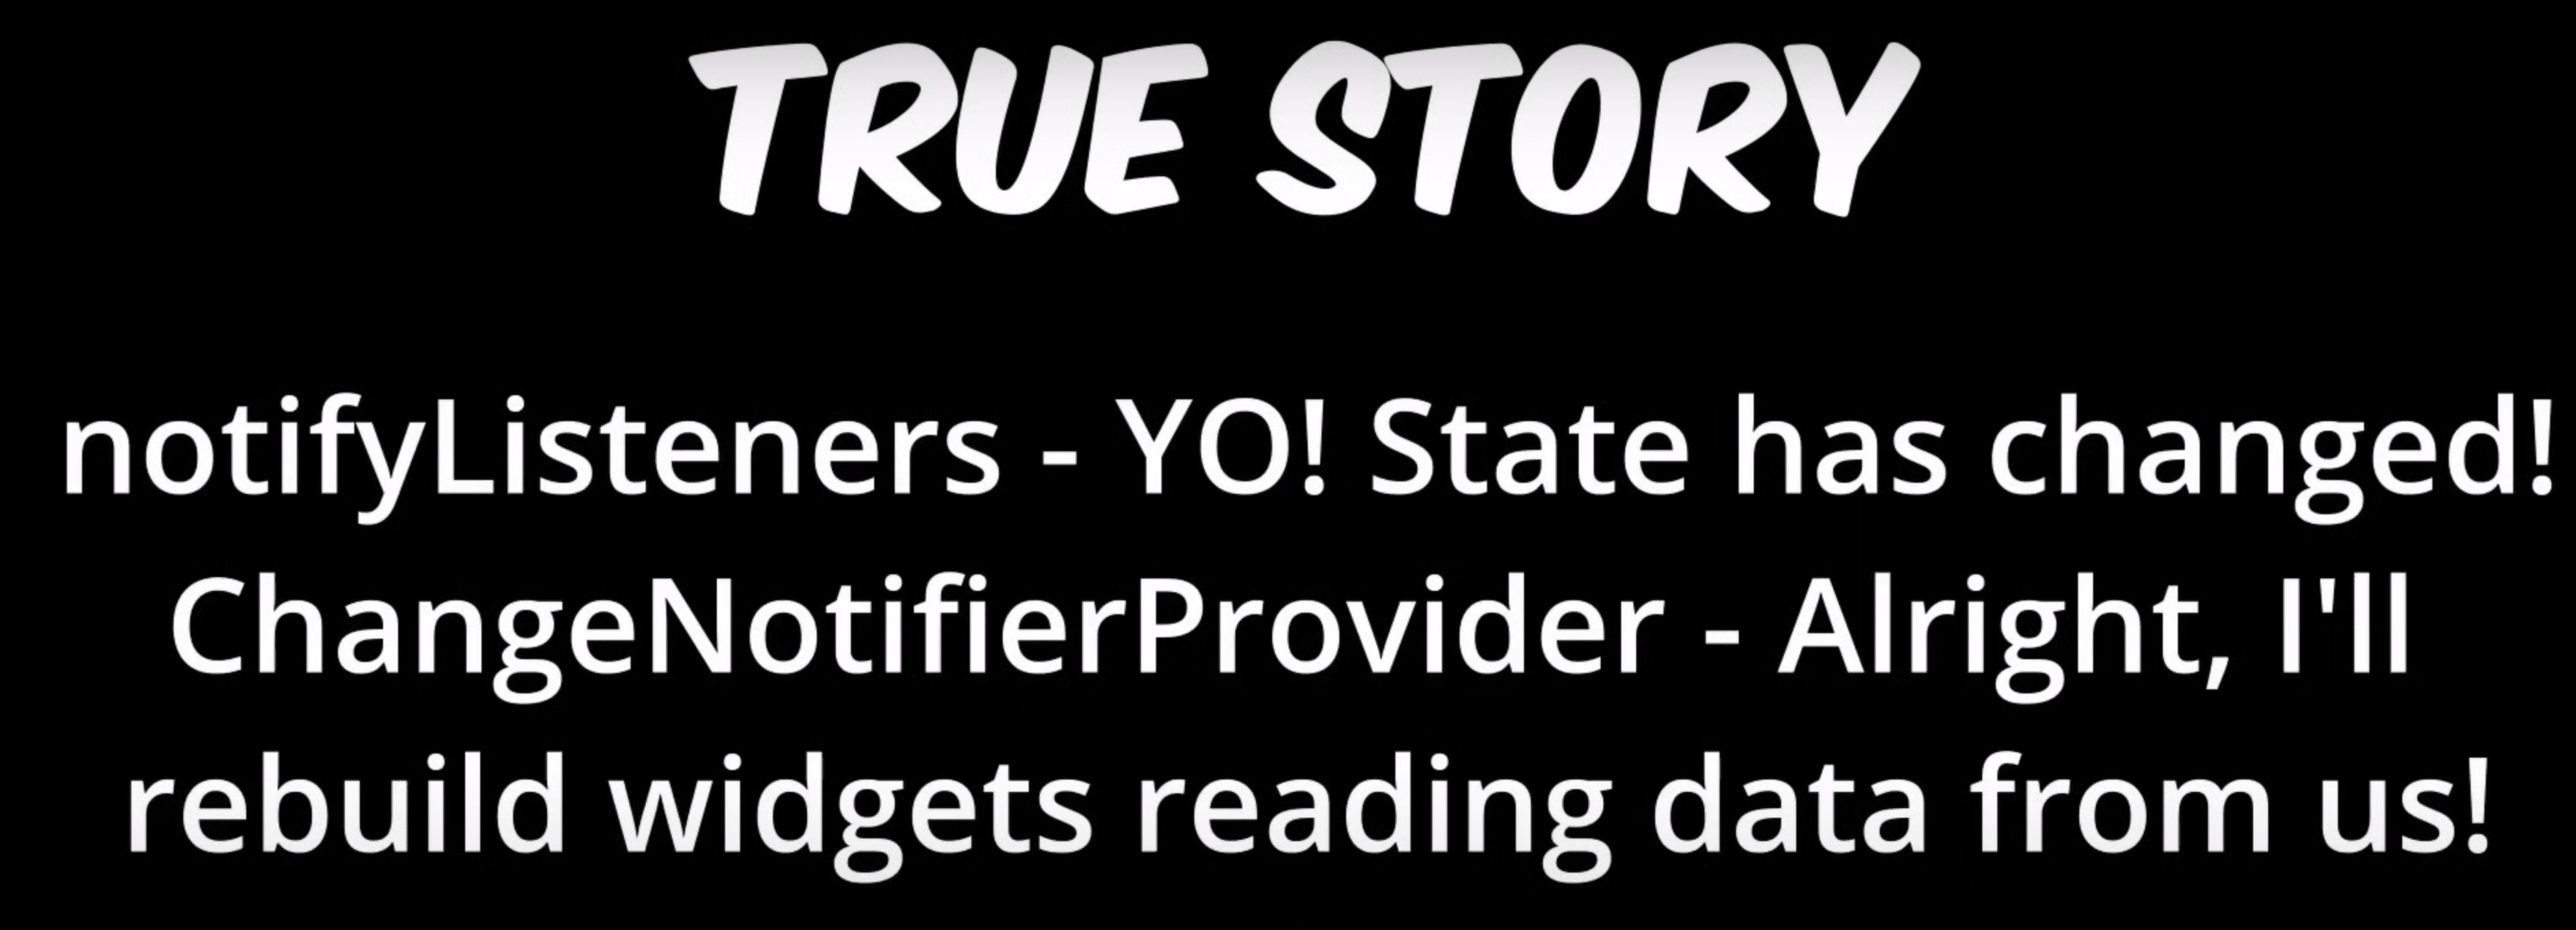 TRUE STORY
notifyListeners - YO! State has changed!
ChangeNotifierProvider - Alright, I'll
rebuild widgets reading data from us!